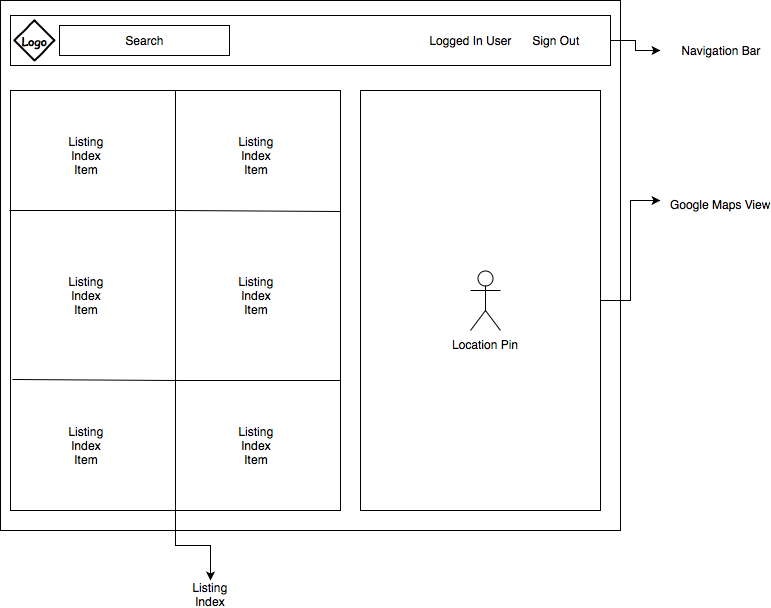 Logo
Search
Logged In User
Sign Out
Navigation Bar
Listing
Index
Item
Listing
Index
Item
Google Maps View
Listing
Index
Item
Listing
Index
Item
Location Pin
Listing
Index
Item
Listing
Index
Item
Listing
Index